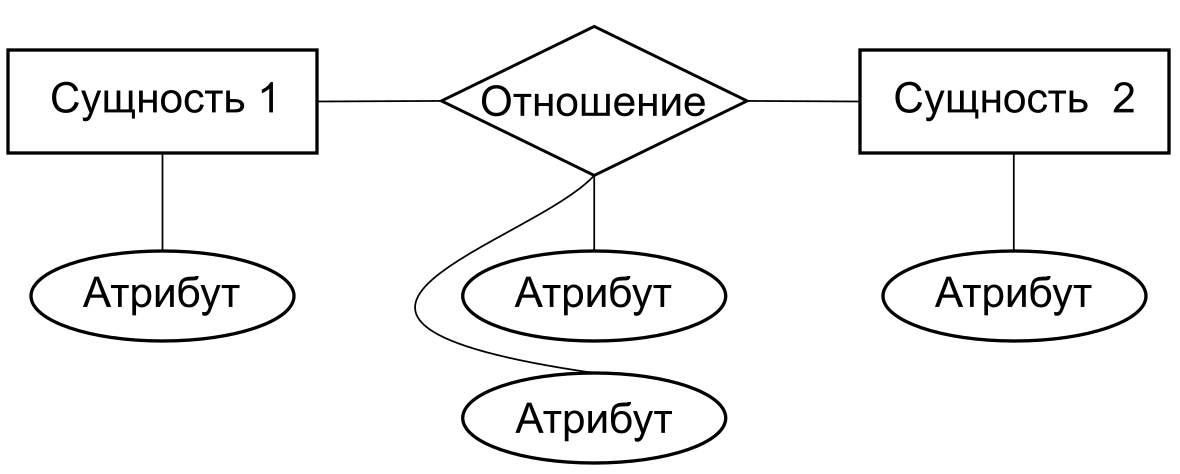 Сущность 1
Отношение
Сущность 2
Атрибут
Атрибут
Атрибут
Атрибут